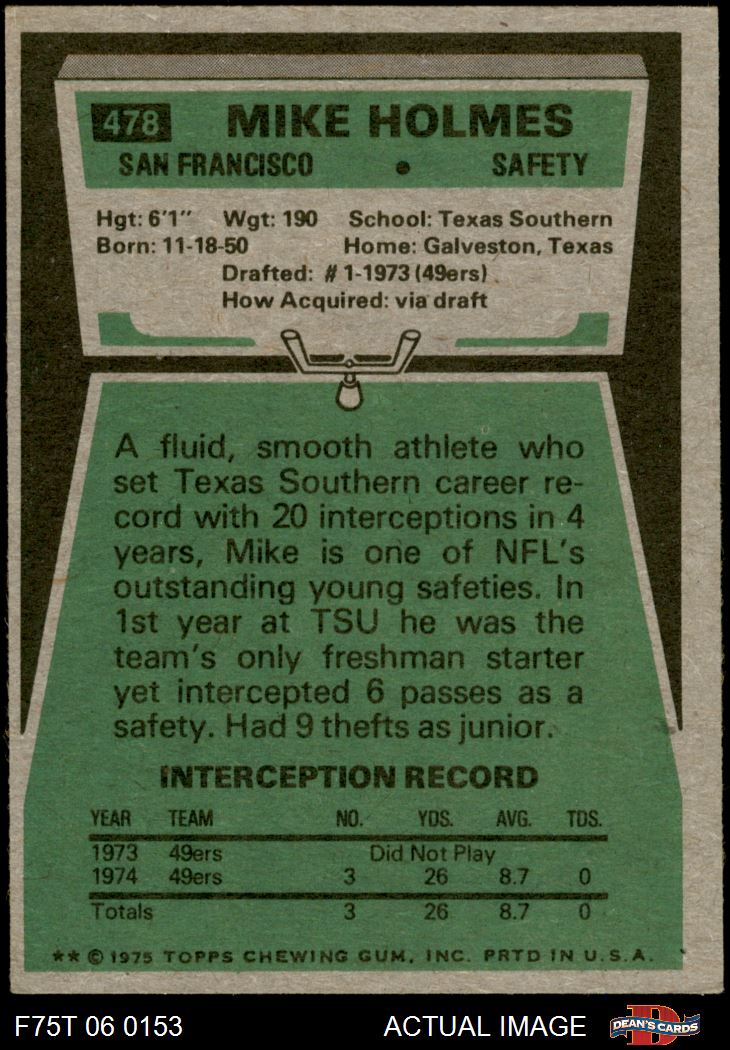 478 MIKE HOLMES
SAN FRANCISCO • SAFETY
Hgt: 6'1" Wgt: 190 School: Texas Southern
Born: 11-18-50 Home: Galveston, Texas
Drafted: #1-1973 (49ers)
How Acquired: via draft
A fluid, smooth athlete who
set Texas Southern career re-
cord with 20 interceptions in 4
years, Mike is one of NFL's
outstanding young safeties. In
1st year at TSU he was the
team's only freshman starter
yet intercepted 6 passes as a
safety. Had 9 thefts as junior.
INTERCEPTION RECORD
YEAR TEAM NO. YDS. AVG. TDS.
1973 49ers Did Not Play
1974 49ers 3 26 8.7 0
Totals 3 26 8.7 0
** © 1975 TOPPS CHEWING GUM, INC. PRTD IN U.S.A.
F75T 06 0153 ACTUAL IMAGE D DEAN'S CARDS